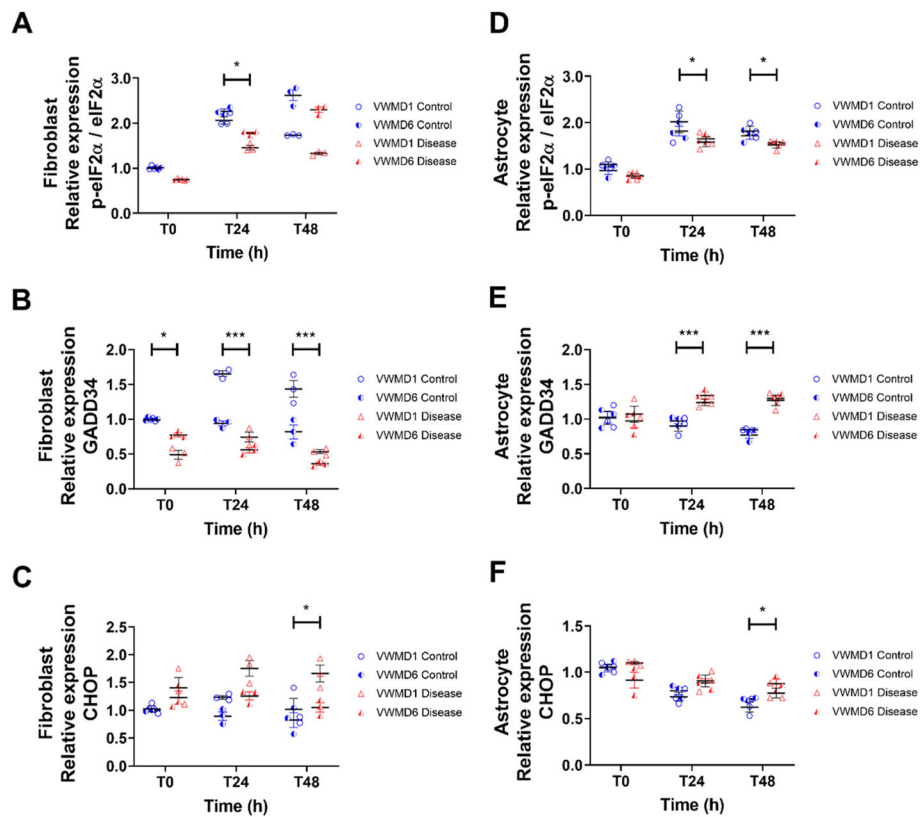 A
Fibroblast
Relative expression
p-eIF2α / eIF2α
3.0
2.0
1.0
0.0
*
T0
T24
T48
Time (h)
VWMD1 Control
VWMD6 Control
VWMD1 Disease
VWMD6 Disease
D
Astrocyte
Relative expression
p-eIF2α / eIF2α
3.0
2.0
1.0
0.0
*
*
T0
T24
T48
Time (h)
VWMD1 Control
VWMD6 Control
VWMD1 Disease
VWMD6 Disease
B
Fibroblast
Relative expression
GADD34
2.0
1.5
1.0
0.5
0.0
*
***
***
T0
T24
T48
Time (h)
VWMD1 Control
VWMD6 Control
VWMD1 Disease
VWMD6 Disease
E
Astrocyte
Relative expression
GADD34
2.0
1.5
1.0
0.5
0.0
***
***
T0
T24
T48
Time (h)
VWMD1 Control
VWMD6 Control
VWMD1 Disease
VWMD6 Disease
C
Fibroblast
Relative expression
CHOP
2.0
1.5
1.0
0.5
0.0
*
T0
T24
T48
Time (h)
VWMD1 Control
VWMD6 Control
VWMD1 Disease
VWMD6 Disease
F
Astrocyte
Relative expression
CHOP
1.5
1.0
0.5
0.0
*
T0
T24
T48
Time (h)
VWMD1 Control
VWMD6 Control
VWMD1 Disease
VWMD6 Disease